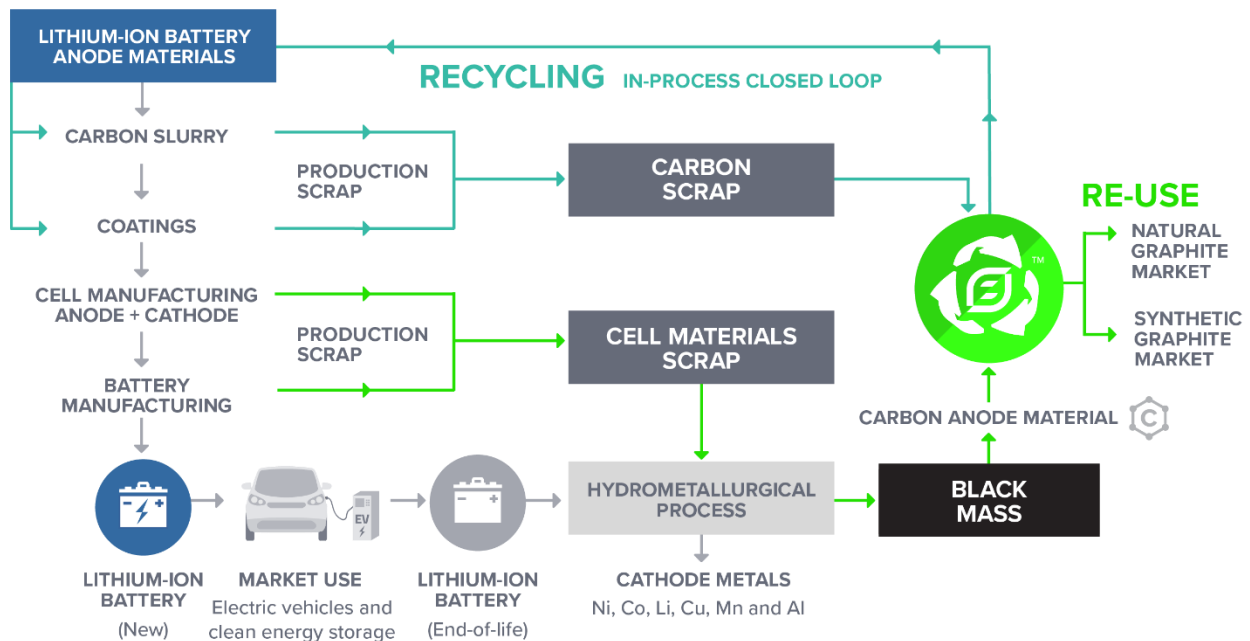 LITHIUM-ION BATTERY
ANODE MATERIALS
RECYCLING IN-PROCESS CLOSED LOOP
CARBON SLURRY
PRODUCTION
SCRAP
CARBON
SCRAP
COATINGS
RE-USE
NATURAL
GRAPHITE
MARKET
TM
CELL MANUFACTURING
ANODE + CATHODE
PRODUCTION
SCRAP
CELL MATERIALS
SCRAP
SYNTHETIC
GRAPHITE
MARKET
BATTERY
MANUFACTURING
CARBON ANODE MATERIAL C
EV
HYDROMETALLURGICAL
PROCESS
BLACK
MASS
LITHIUM-ION
BATTERY
(New)
MARKET USE
Electric vehicles and
clean energy storage
LITHIUM-ION
BATTERY
(End-of-life)
CATHODE METALS
Ni, Co, Li, Cu, Mn and Al